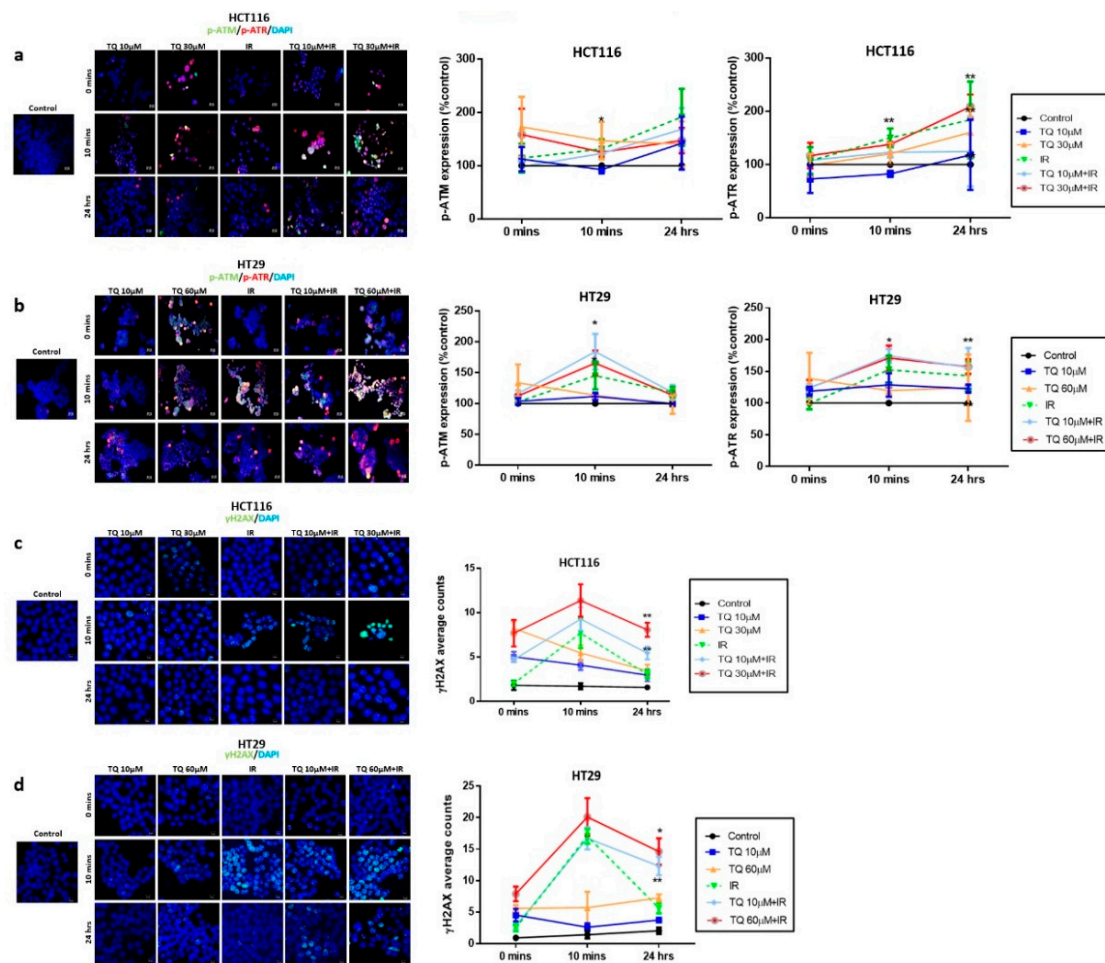 HCT116
p-ATM/p-ATR/DAPI
a
TQ 10μM TQ 30μM IR TQ 10μM+IR TQ 30μM+IR
Control
0 mins
10 mins
24 hrs
HCT116
p-ATM expression (%control)
250
200
150
100
50
0
*
0 mins 10 mins 24 hrs
HCT116
p-ATR expression (%control)
300
200
100
0
**
**
**
0 mins 10 mins 24 hrs
Control
TQ 10μM
TQ 30μM
IR
TQ 10μM+IR
TQ 30μM+IR
HT29
p-ATM/p-ATR/DAPI
b
TQ 10μM TQ 60μM IR TQ 10μM+IR TQ 60μM+IR
Control
0 mins
10 mins
24 hrs
HT29
p-ATM expression (%control)
250
200
150
100
50
0
*
0 mins 10 mins 24 hrs
HT29
p-ATR expression (%control)
250
200
150
100
50
0
*
**
**
0 mins 10 mins 24 hrs
Control
TQ 10μM
TQ 60μM
IR
TQ 10μM+IR
TQ 60μM+IR
HCT116
γH2AX/DAPI
c
TQ 10μM TQ 30μM IR TQ 10μM+IR TQ 30μM+IR
Control
0 mins
10 mins
24 hrs
HCT116
γH2AX average counts
15
10
5
0
**
**
0 mins 10 mins 24 hrs
Control
TQ 10μM
TQ 30μM
IR
TQ 10μM+IR
TQ 30μM+IR
HT29
γH2AX/DAPI
d
TQ 10μM TQ 60μM IR TQ 10μM+IR TQ 60μM+IR
Control
0 mins
10 mins
24 hrs
HT29
γH2AX average counts
25
20
15
10
5
0
*
**
0 mins 10 mins 24 hrs
Control
TQ 10μM
TQ 60μM
IR
TQ 10μM+IR
TQ 60μM+IR